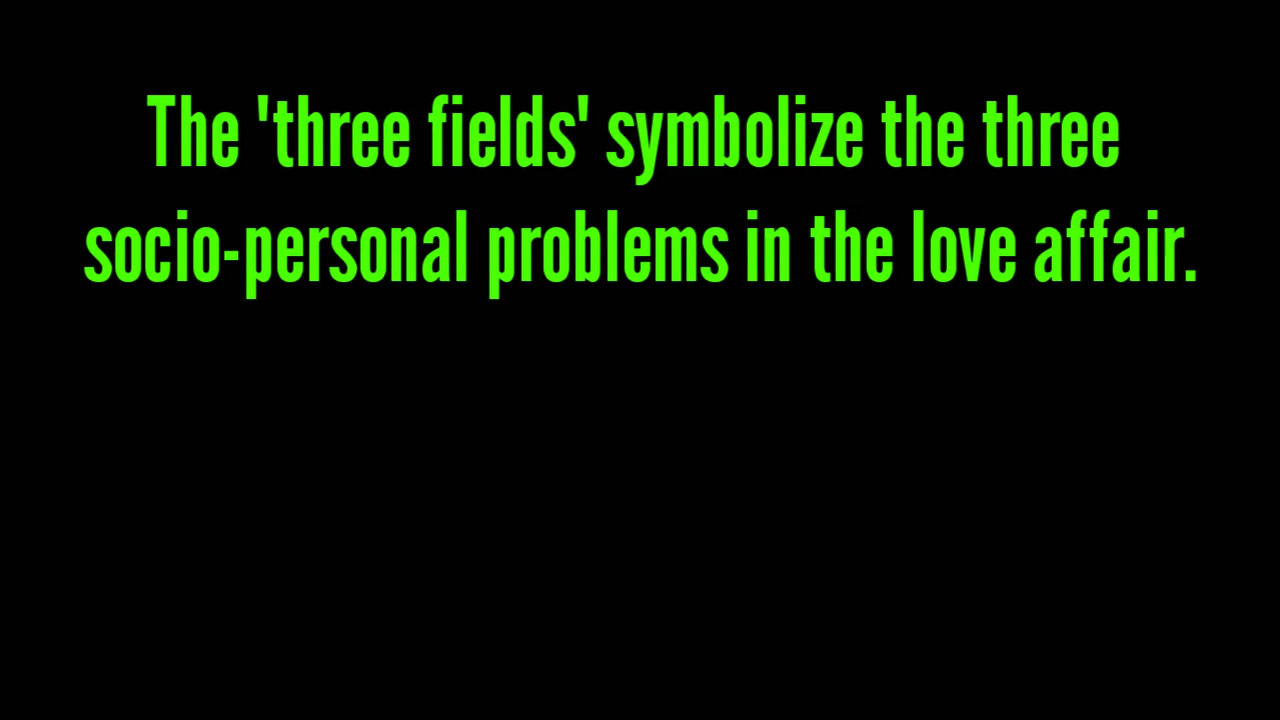 The 'three fields' symbolize the three
socio-personal problems in the love affair.